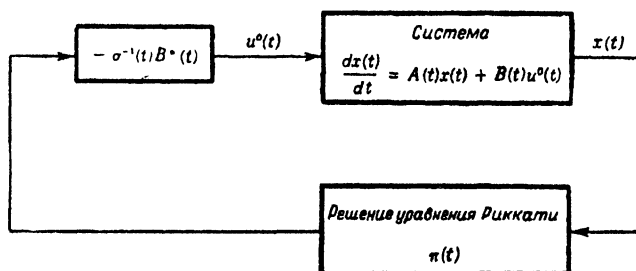 − σ⁻¹(t) B*(t)
u⁰(t)
Система
dx(t)/dt = A(t)x(t) + B(t)u⁰(t)
x(t)
Решение уравнения Риккати
π(t)